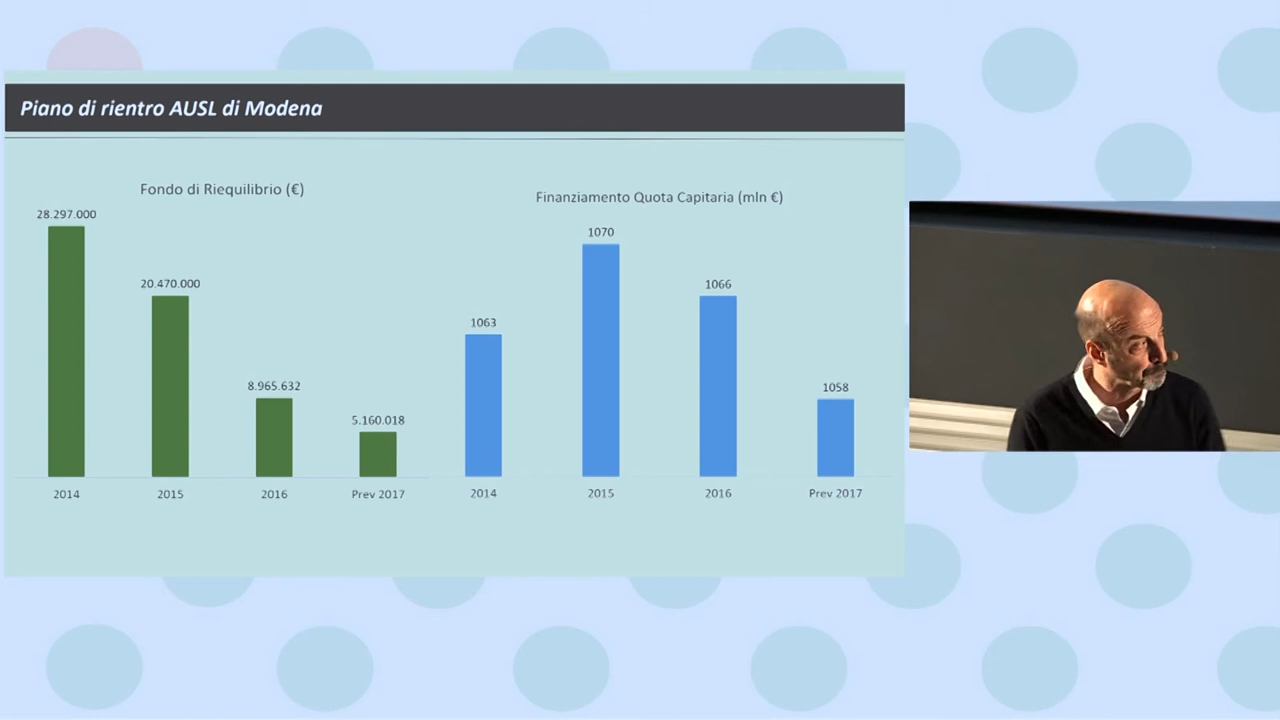 Piano di rientro AUSL di Modena
Fondo di Riequilibrio (€)
28.297.000
20.470.000
8.965.632
5.160.018
2014
2015
2016
Prev 2017
Finanziamento Quota Capitaria (mln €)
1063
1070
1066
1058
2014
2015
2016
Prev 2017